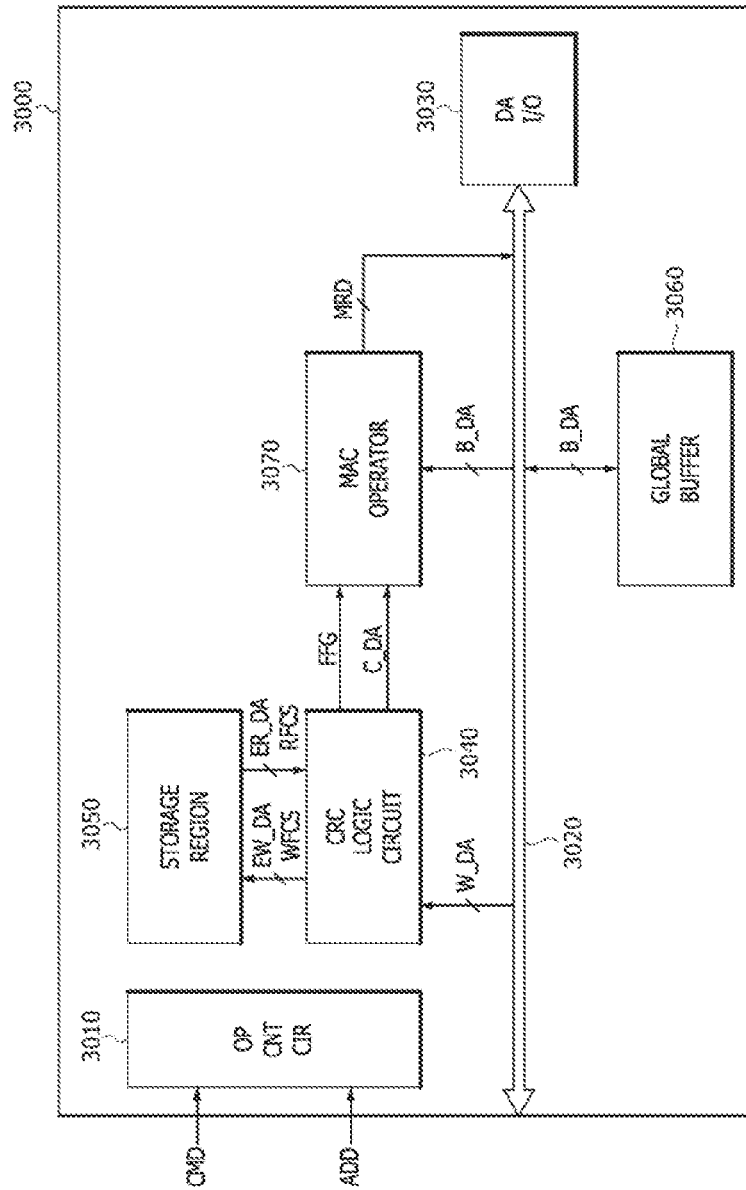 3000
CMD
ADD
3010
OP
CNT
CIR
3050
STORAGE
REGION
EW_DA
WFCS
ER_DA
RFCS
CRC
LOGIC
CIRCUIT
3040
W_DA
FFG
C_DA
3070
MAC
OPERATOR
MRD
B_DA
B_DA
3020
GLOBAL
BUFFER
3060
3030
DA
I/O